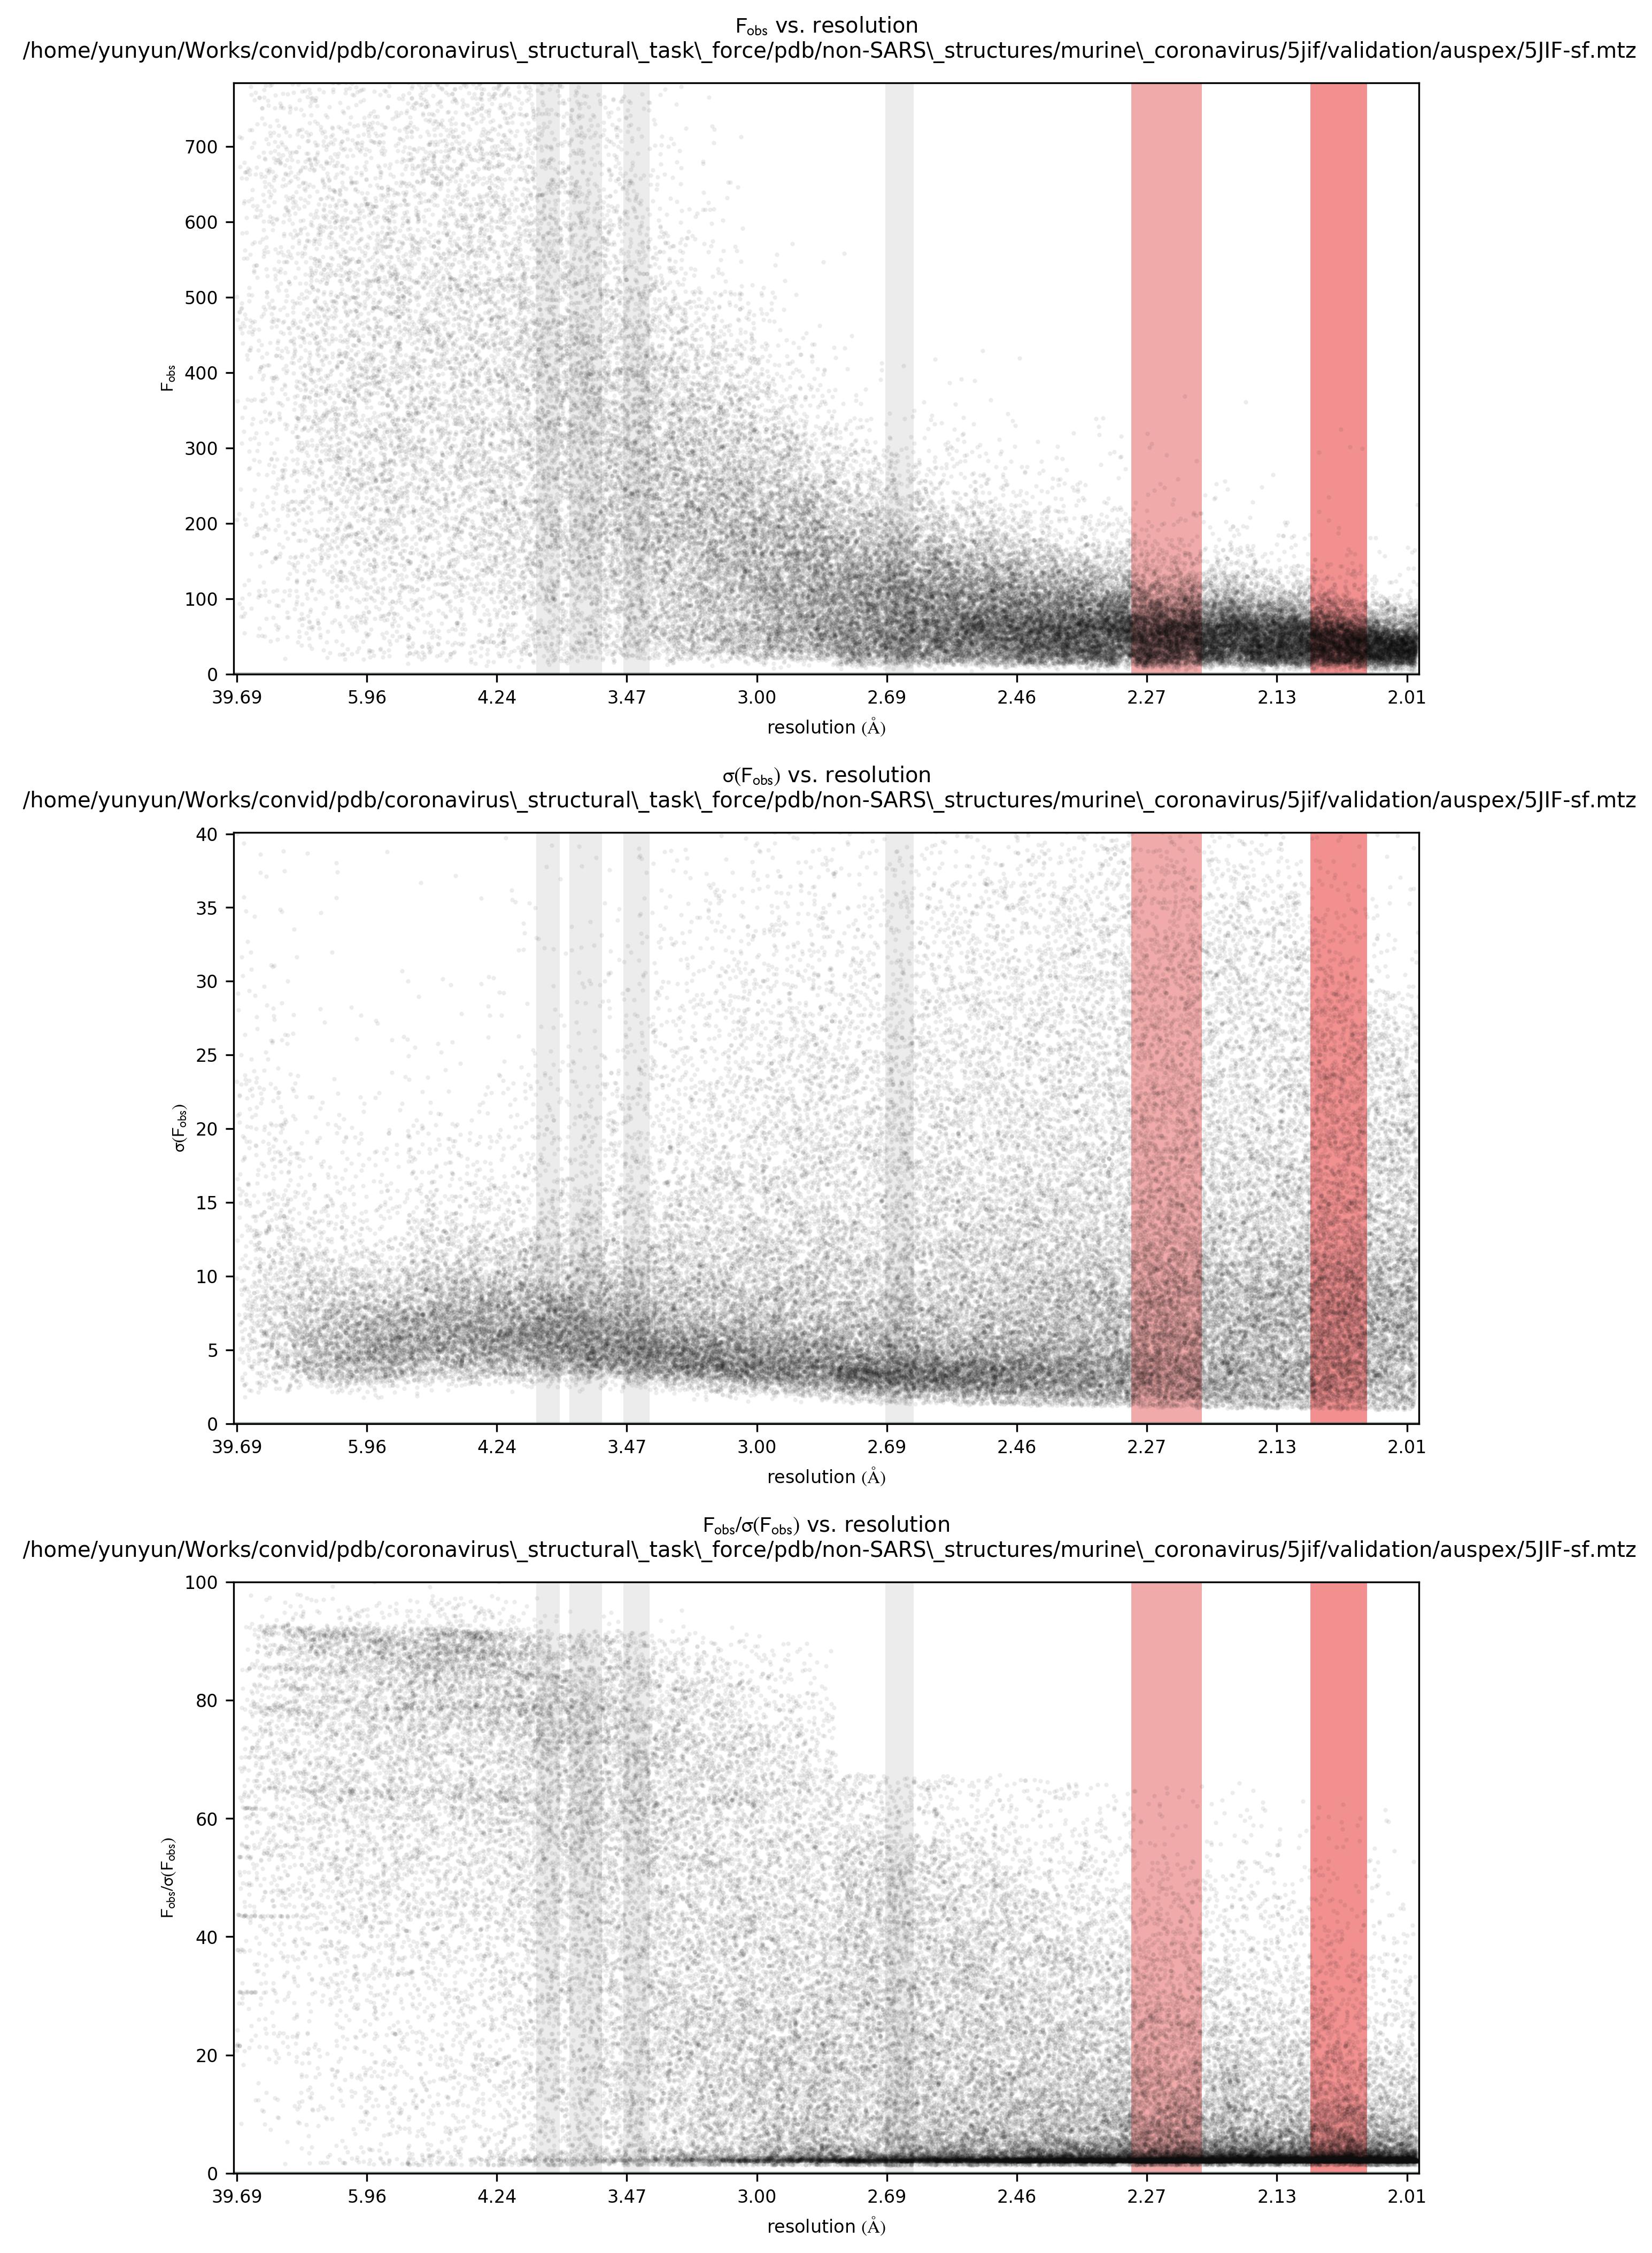 Fobs vs. resolution
/home/yunyun/Works/convid/pdb/coronavirus\_structural\_task\_force/pdb/non-SARS\_structures/murine\_coronavirus/5jif/validation/auspex/5JIF-sf.mtz
Fobs
700
600
500
400
300
200
100
0
39.69 5.96 4.24 3.47 3.00 2.69 2.46 2.27 2.13 2.01
resolution (Å)
σ(Fobs) vs. resolution
/home/yunyun/Works/convid/pdb/coronavirus\_structural\_task\_force/pdb/non-SARS\_structures/murine\_coronavirus/5jif/validation/auspex/5JIF-sf.mtz
σ(Fobs)
40
35
30
25
20
15
10
5
0
39.69 5.96 4.24 3.47 3.00 2.69 2.46 2.27 2.13 2.01
resolution (Å)
Fobs/σ(Fobs) vs. resolution
/home/yunyun/Works/convid/pdb/coronavirus\_structural\_task\_force/pdb/non-SARS\_structures/murine\_coronavirus/5jif/validation/auspex/5JIF-sf.mtz
Fobs/σ(Fobs)
100
80
60
40
20
0
39.69 5.96 4.24 3.47 3.00 2.69 2.46 2.27 2.13 2.01
resolution (Å)